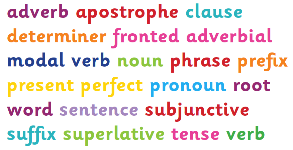 adverb apostrophe clause
determiner fronted adverbial
modal verb noun phrase prefix
present perfect pronoun root
word sentence subjunctive
suffix superlative tense verb